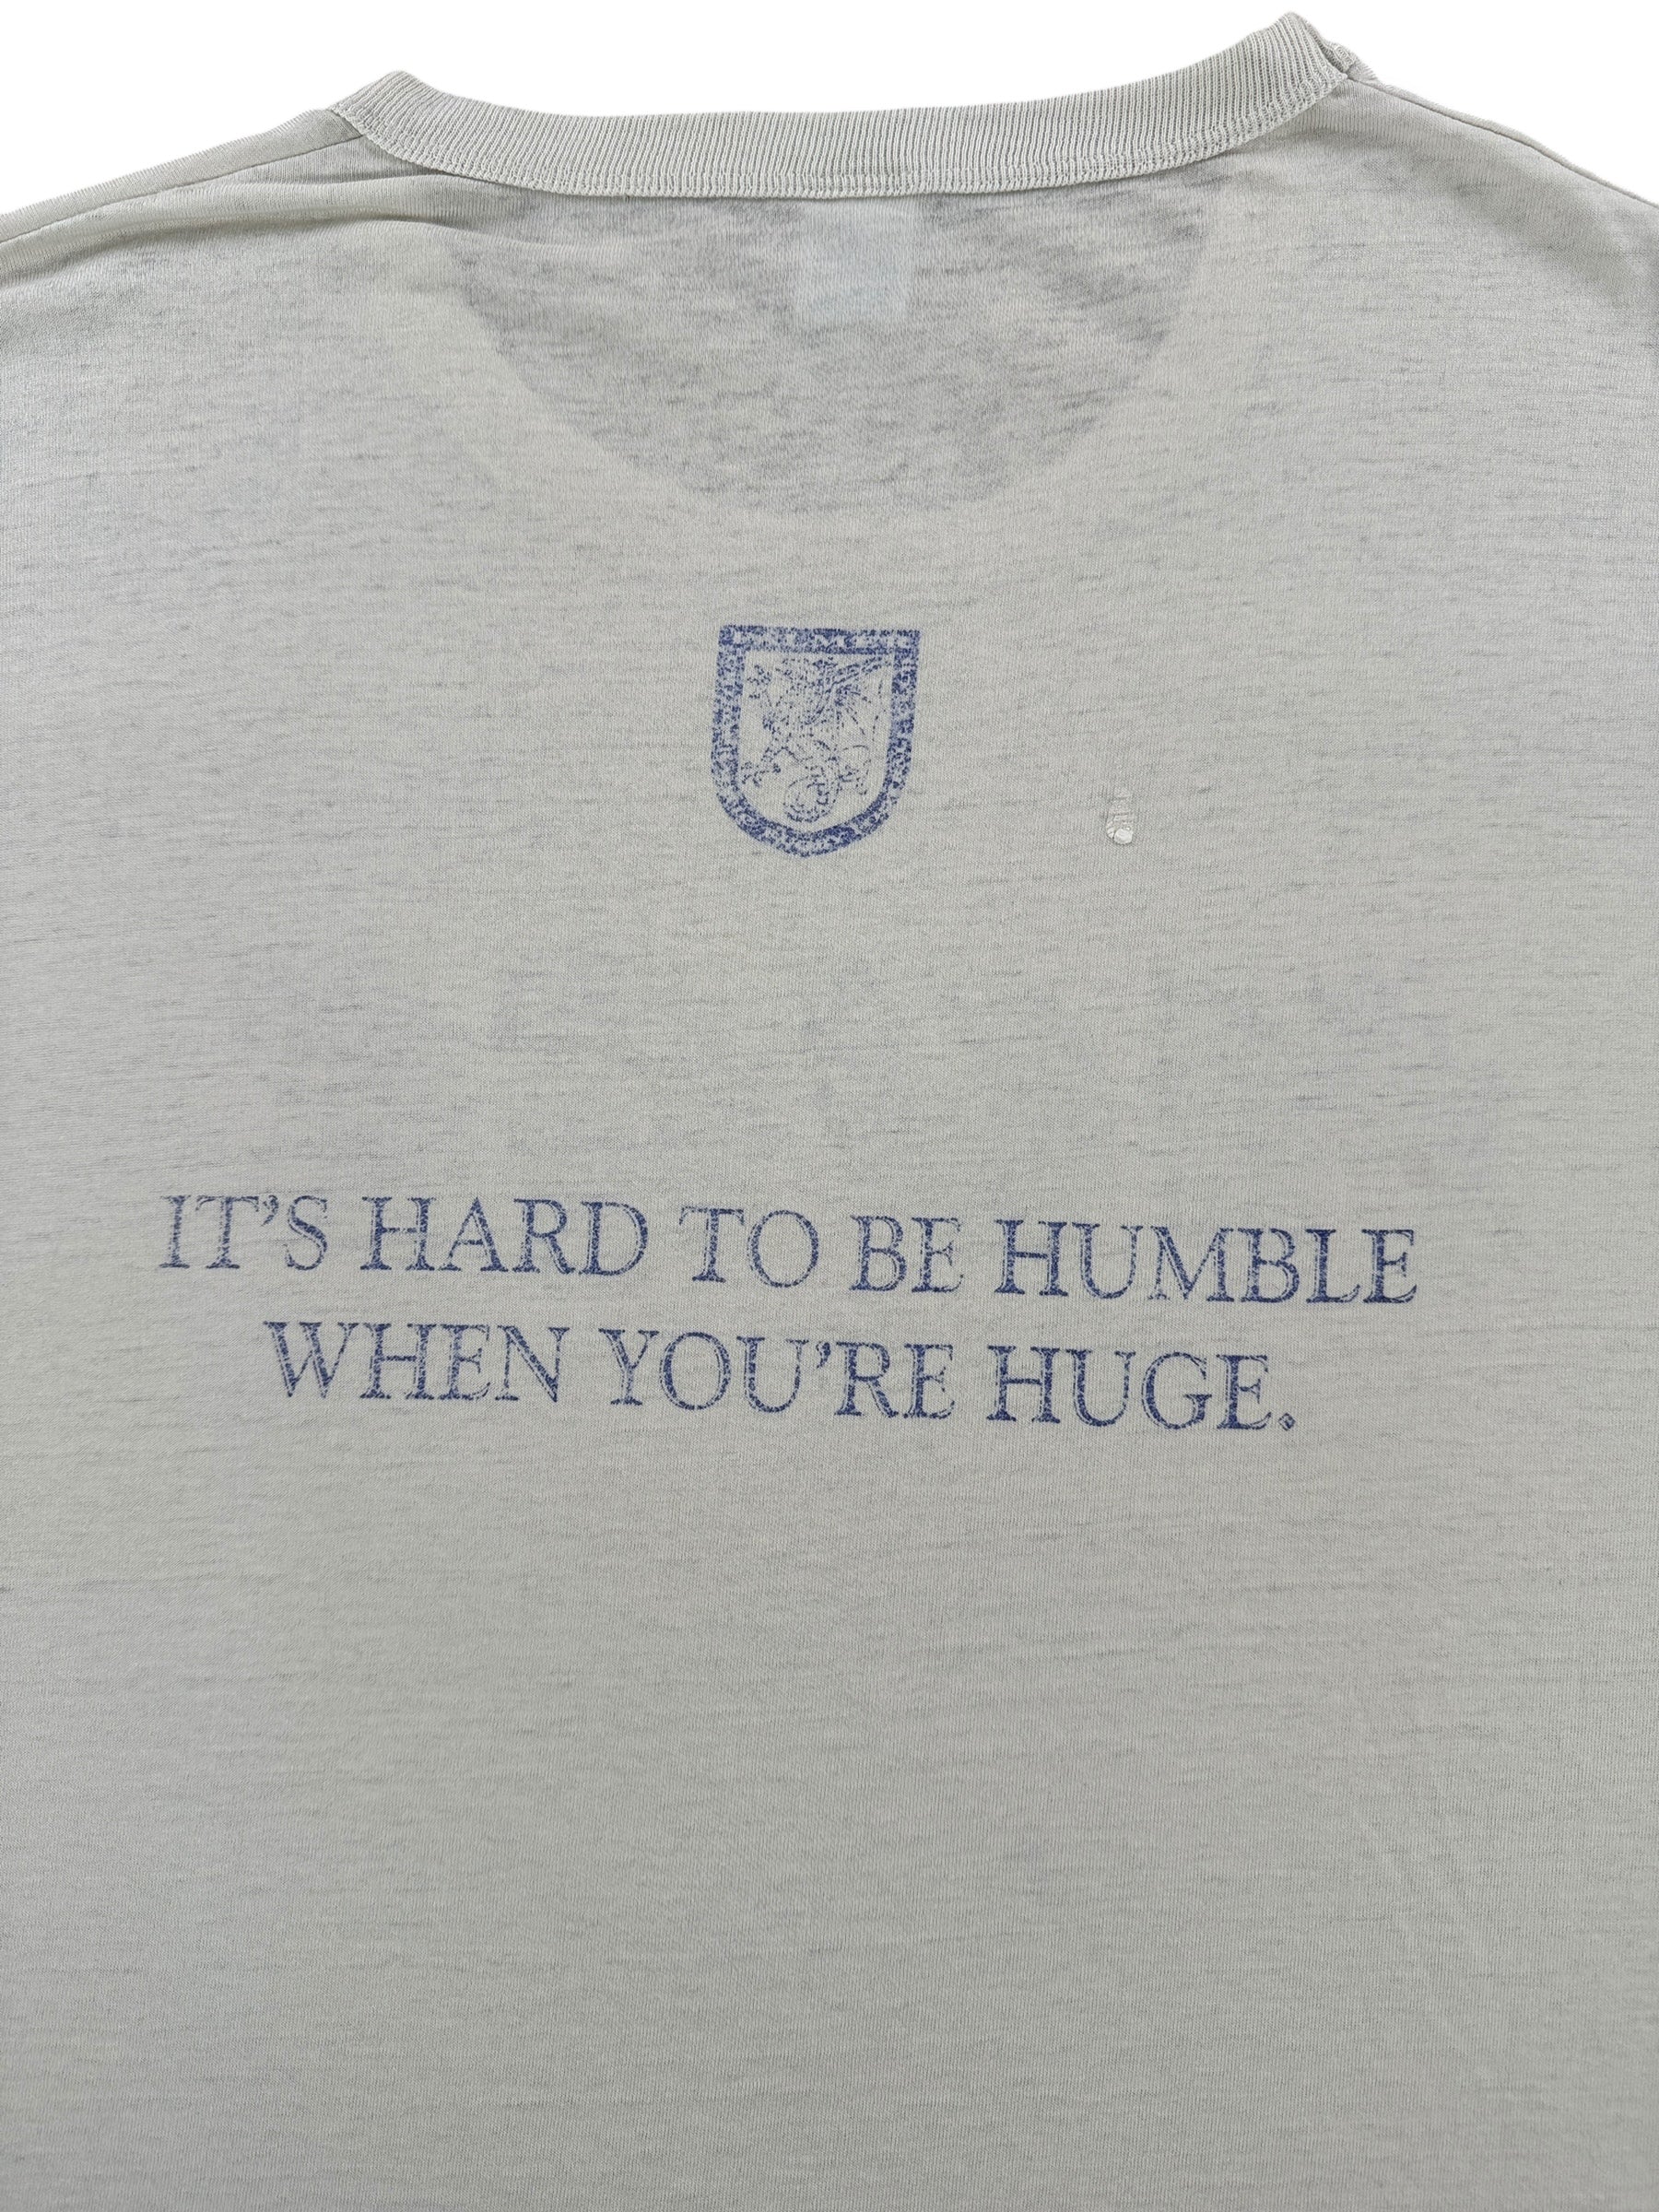 IT'S HARD TO BE HUMBLE
WHEN YOU'RE HUGE.